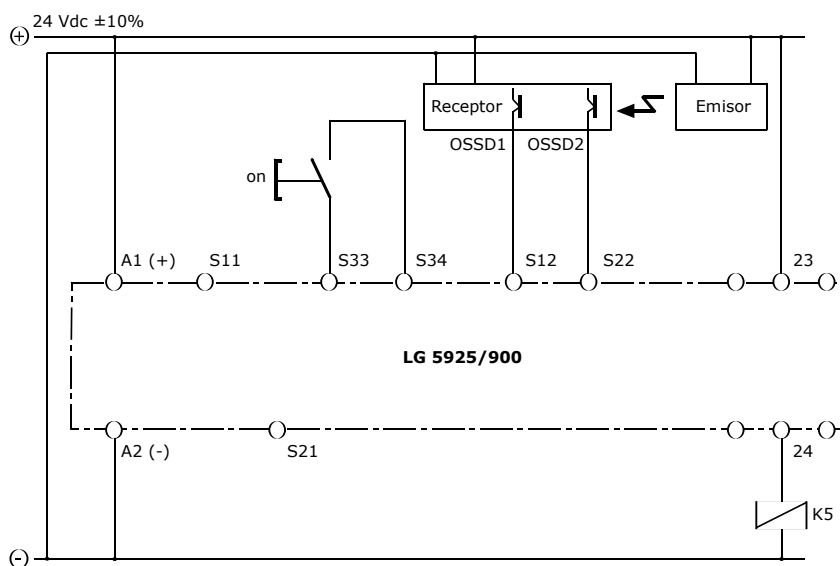 24 Vdc ±10%
+
Receptor
Emisor
OSSD1 OSSD2
on
A1 (+) S11 S33 S34 S12 S22 23
LG 5925/900
A2 (-) S21 24
K5
-